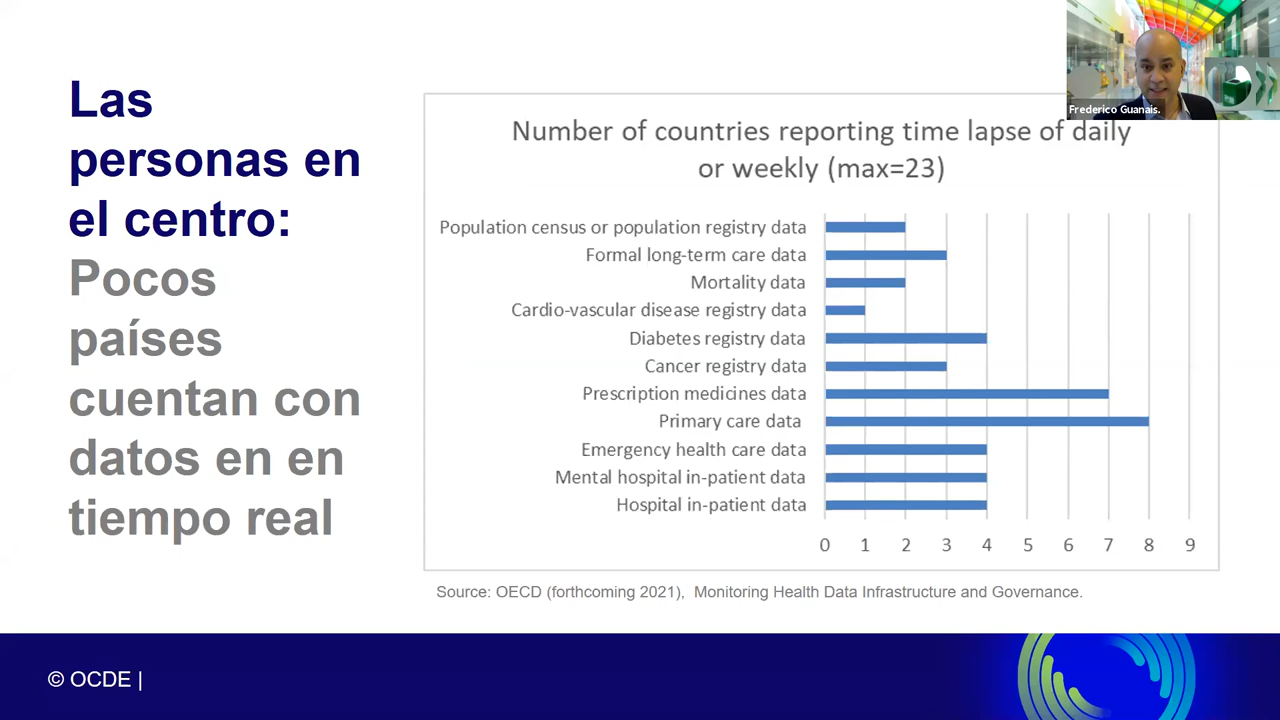 Las
personas en
el centro:
Pocos
países
cuentan con
datos en en
tiempo real
Frederico Guanais.
Number of countries reporting time lapse of daily
or weekly (max=23)
Population census or population registry data
Formal long-term care data
Mortality data
Cardio-vascular disease registry data
Diabetes registry data
Cancer registry data
Prescription medicines data
Primary care data
Emergency health care data
Mental hospital in-patient data
Hospital in-patient data
0 1 2 3 4 5 6 7 8 9
Source: OECD (forthcoming 2021), Monitoring Health Data Infrastructure and Governance.
© OCDE |